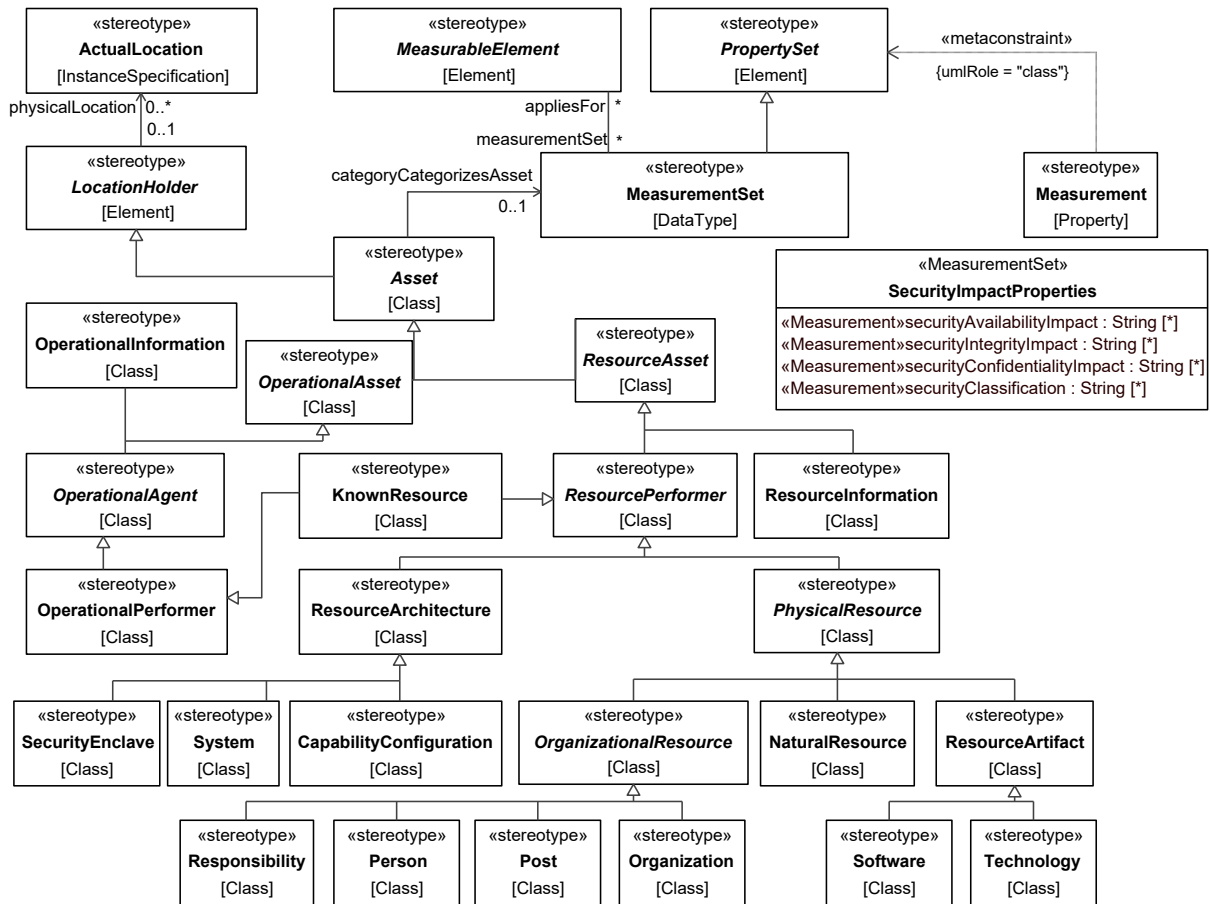 «stereotype»
ActualLocation
[InstanceSpecification]
«stereotype»
MeasurableElement
[Element]
«stereotype»
PropertySet
[Element]
«metaconstraint»
{umlRole = "class"}
physicalLocation
0..*
0..1
appliesFor
*
measurementSet
*
«stereotype»
LocationHolder
[Element]
categoryCategorizesAsset
0..1
«stereotype»
MeasurementSet
[DataType]
«stereotype»
Measurement
[Property]
«stereotype»
Asset
[Class]
«MeasurementSet»
SecurityImpactProperties
«Measurement»securityAvailabilityImpact : String [*]
«Measurement»securityIntegrityImpact : String [*]
«Measurement»securityConfidentialityImpact : String [*]
«Measurement»securityClassification : String [*]
«stereotype»
OperationalInformation
[Class]
«stereotype»
OperationalAsset
[Class]
«stereotype»
ResourceAsset
[Class]
«stereotype»
OperationalAgent
[Class]
«stereotype»
KnownResource
[Class]
«stereotype»
ResourcePerformer
[Class]
«stereotype»
ResourceInformation
[Class]
«stereotype»
OperationalPerformer
[Class]
«stereotype»
ResourceArchitecture
[Class]
«stereotype»
PhysicalResource
[Class]
«stereotype»
SecurityEnclave
[Class]
«stereotype»
System
[Class]
«stereotype»
CapabilityConfiguration
[Class]
«stereotype»
OrganizationalResource
[Class]
«stereotype»
NaturalResource
[Class]
«stereotype»
ResourceArtifact
[Class]
«stereotype»
Responsibility
[Class]
«stereotype»
Person
[Class]
«stereotype»
Post
[Class]
«stereotype»
Organization
[Class]
«stereotype»
Software
[Class]
«stereotype»
Technology
[Class]